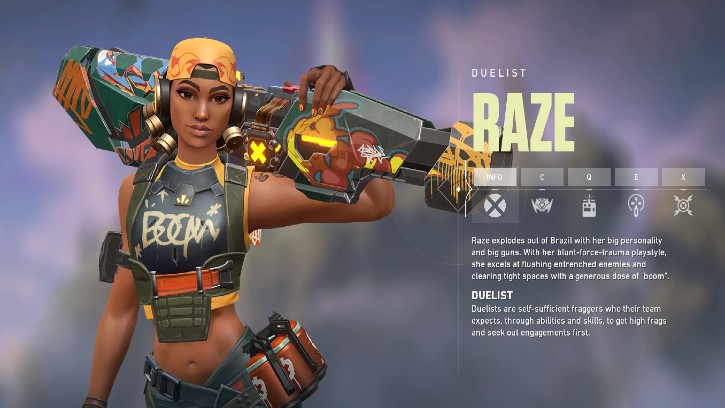 DUELIST
RAZE
INFO C Q E X
Raze explodes out of Brazil with her big personality
and big guns. With her blunt-force-trauma playstyle,
she excels at flushing entrenched enemies and
clearing tight spaces with a generous dose of "boom".
DUELIST
Duelists are self-sufficient fraggers who their team
expects, through abilities and skills, to get high frags
and seek out engagements first.
BOOM